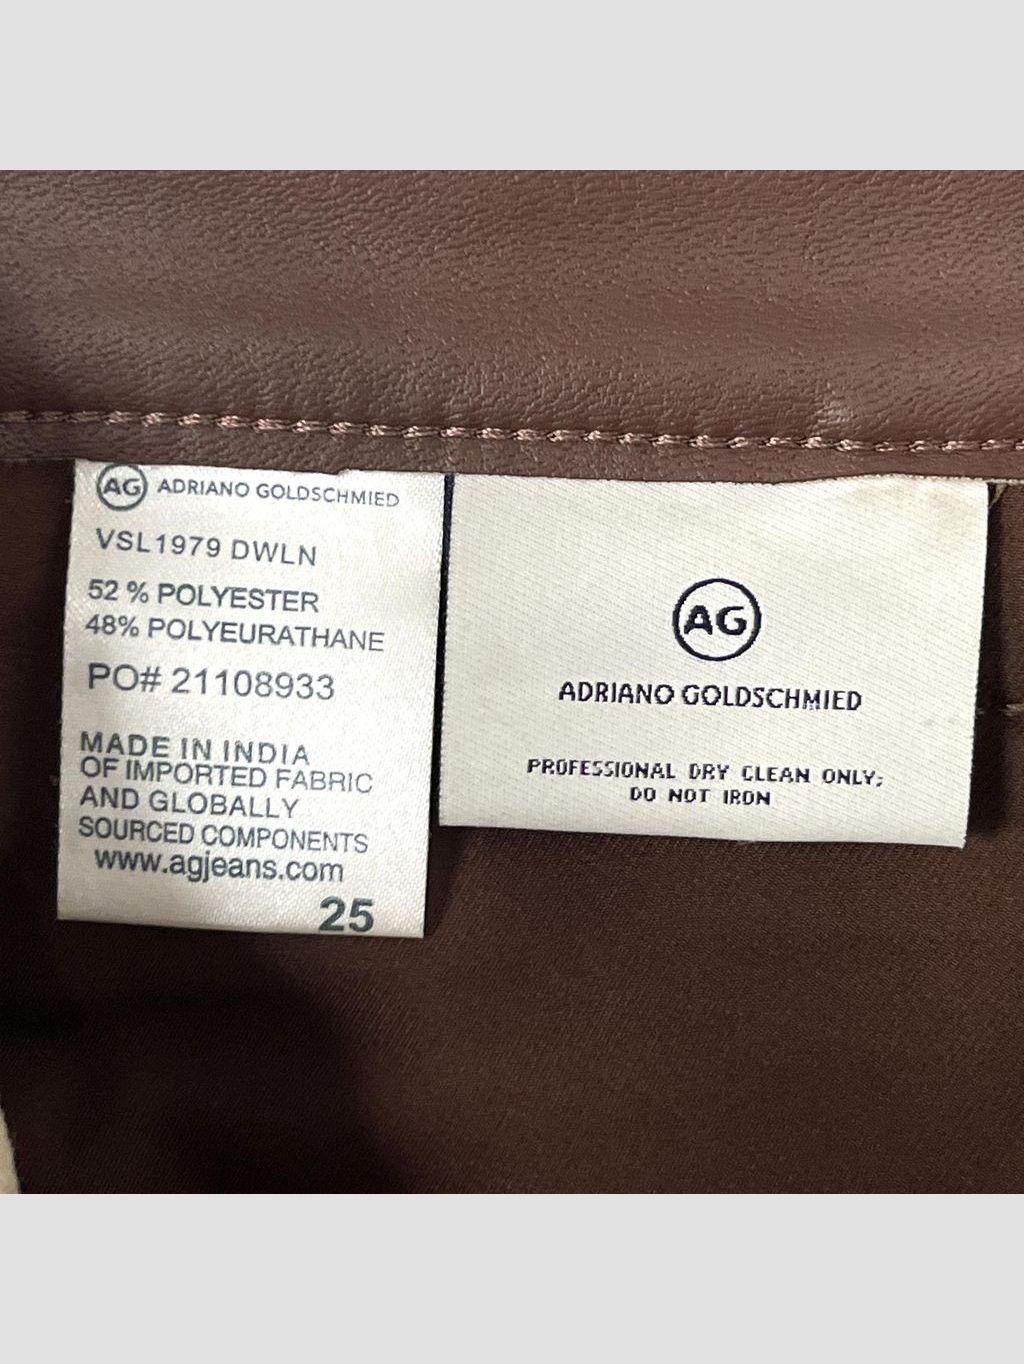 AG ADRIANO GOLDSCHMIED
VSL1979 DWLN
52 % POLYESTER
48% POLYEURATHANE
PO# 21108933
MADE IN INDIA
OF IMPORTED FABRIC
AND GLOBALLY
SOURCED COMPONENTS
www.agjeans.com
25
AG
ADRIANO GOLDSCHMIED
PROFESSIONAL DRY CLEAN ONLY;
DO NOT IRON